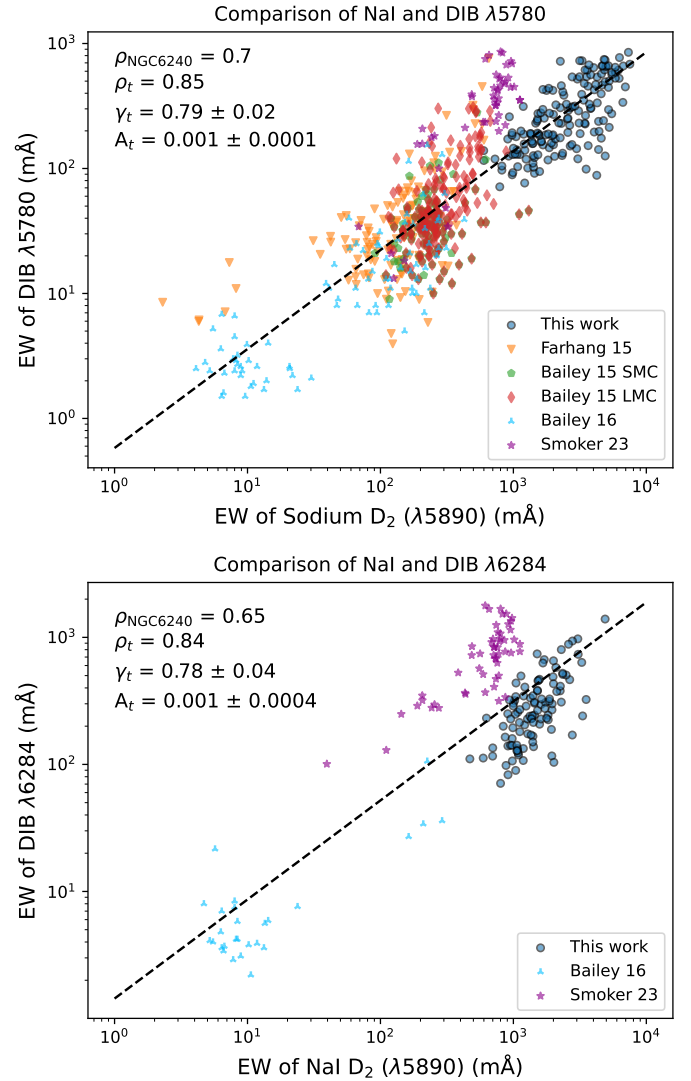 Comparison of NaI and DIB λ5780
EW of DIB λ5780 (mÅ)
10³
10²
10¹
10⁰
ρNGC6240 = 0.7
ρt = 0.85
γt = 0.79 ± 0.02
At = 0.001 ± 0.0001
This work
Farhang 15
Bailey 15 SMC
Bailey 15 LMC
Bailey 16
Smoker 23
10⁰ 10¹ 10² 10³ 10⁴
EW of Sodium D₂ (λ5890) (mÅ)
Comparison of NaI and DIB λ6284
EW of DIB λ6284 (mÅ)
10³
10²
10¹
ρNGC6240 = 0.65
ρt = 0.84
γt = 0.78 ± 0.04
At = 0.001 ± 0.0004
This work
Bailey 16
Smoker 23
10⁰ 10¹ 10² 10³ 10⁴
EW of NaI D₂ (λ5890) (mÅ)